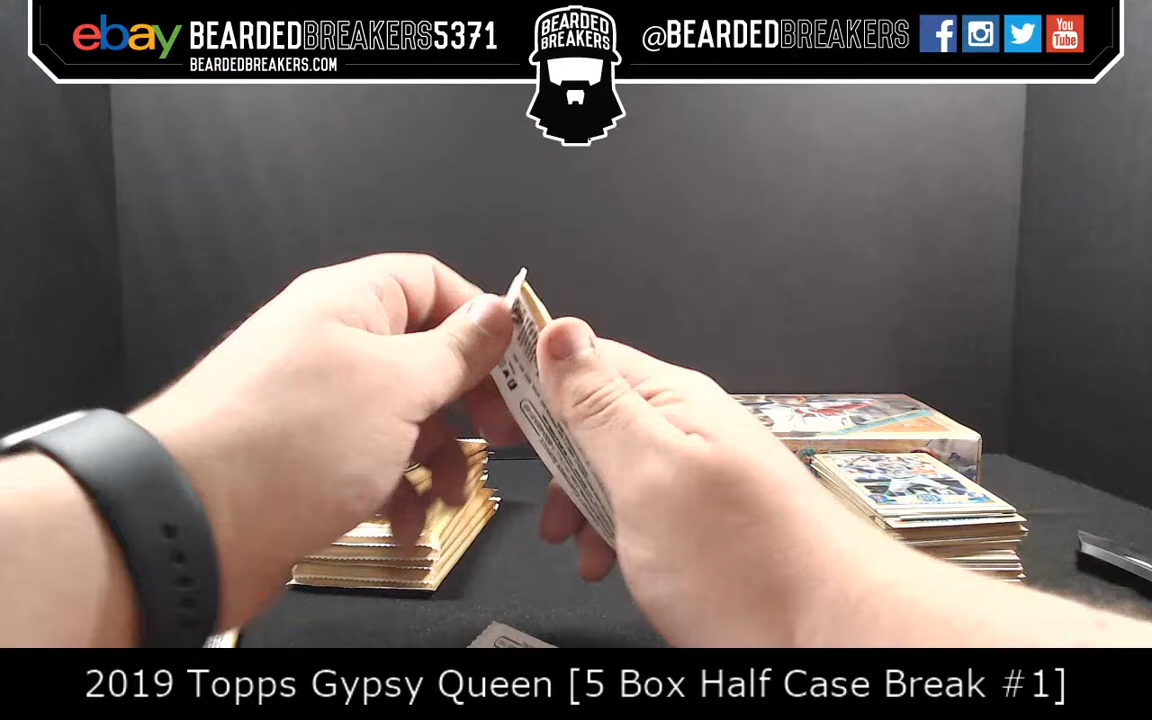 ebay BEARDEDBREAKERS5371
BEARDEDBREAKERS.COM
BEARDED
BREAKERS
@BEARDEDBREAKERS
You
Tube
2019 Topps Gypsy Queen [5 Box Half Case Break #1]